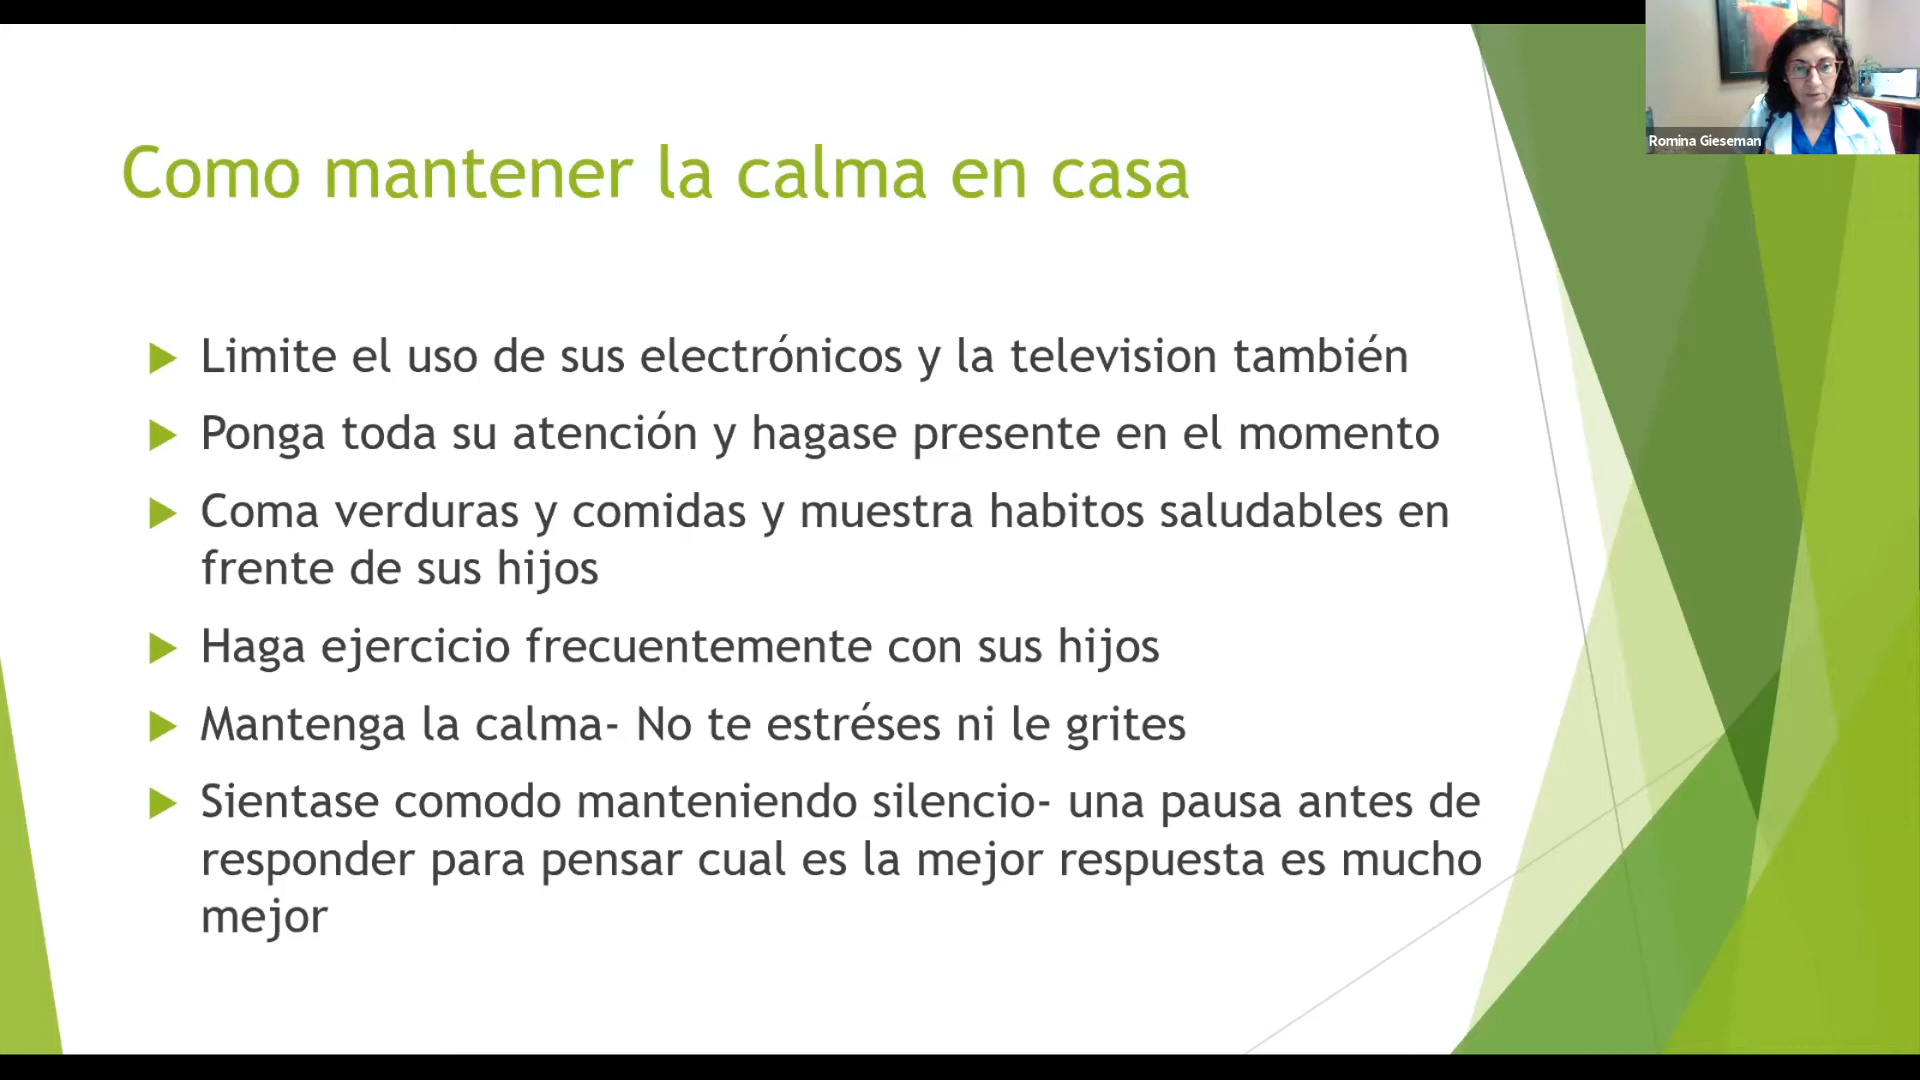 Romina Gieseman
Como mantener la calma en casa
Limite el uso de sus electrónicos y la television también
Ponga toda su atención y hagase presente en el momento
Coma verduras y comidas y muestra habitos saludables en
frente de sus hijos
Haga ejercicio frecuentemente con sus hijos
Mantenga la calma- No te estréses ni le grites
Sientase comodo manteniendo silencio- una pausa antes de
responder para pensar cual es la mejor respuesta es mucho
mejor